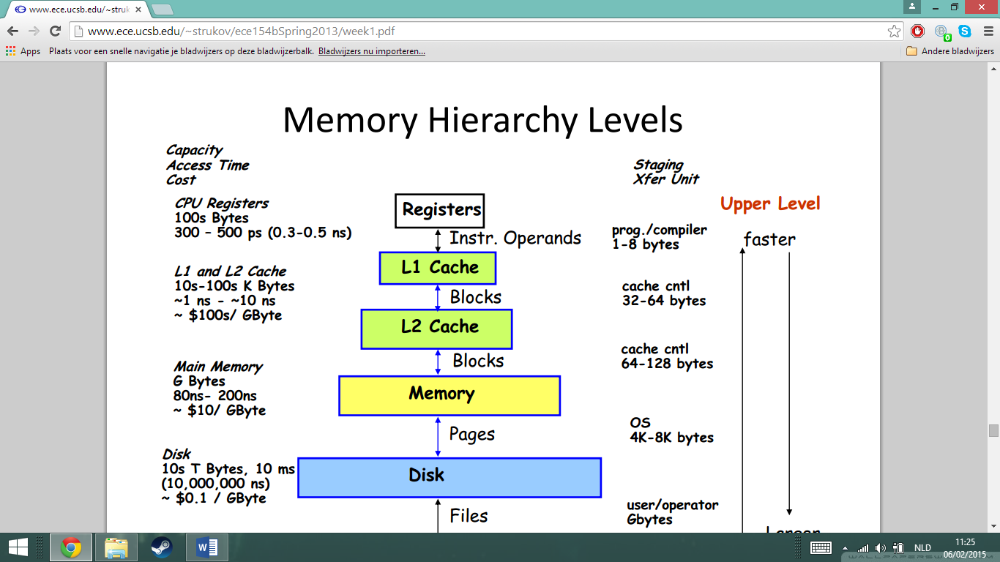 www.ece.ucsb.edu/~struk
www.ece.ucsb.edu/~strukov/ece154bSpring2013/week1.pdf
0
Apps Plaats voor een snelle navigatie je bladwijzers op deze bladwijzerbalk. Bladwijzers nu importeren... Andere bladwijzers
Memory Hierarchy Levels
Capacity
Access Time
Cost
Staging
Xfer Unit
CPU Registers
100s Bytes
300 - 500 ps (0.3-0.5 ns)
Registers
Upper Level
Instr. Operands
prog./compiler
1-8 bytes
faster
L1 and L2 Cache
10s-100s K Bytes
~1 ns - ~10 ns
~ $100s/ GByte
L1 Cache
Blocks
cache cntl
32-64 bytes
L2 Cache
Blocks
cache cntl
64-128 bytes
Main Memory
G Bytes
80ns- 200ns
~ $10/ GByte
Memory
Pages
OS
4K-8K bytes
Disk
10s T Bytes, 10 ms
(10,000,000 ns)
~ $0.1 / GByte
Disk
Files
user/operator
Gbytes
Larger
NLD
11:25
06/02/2015